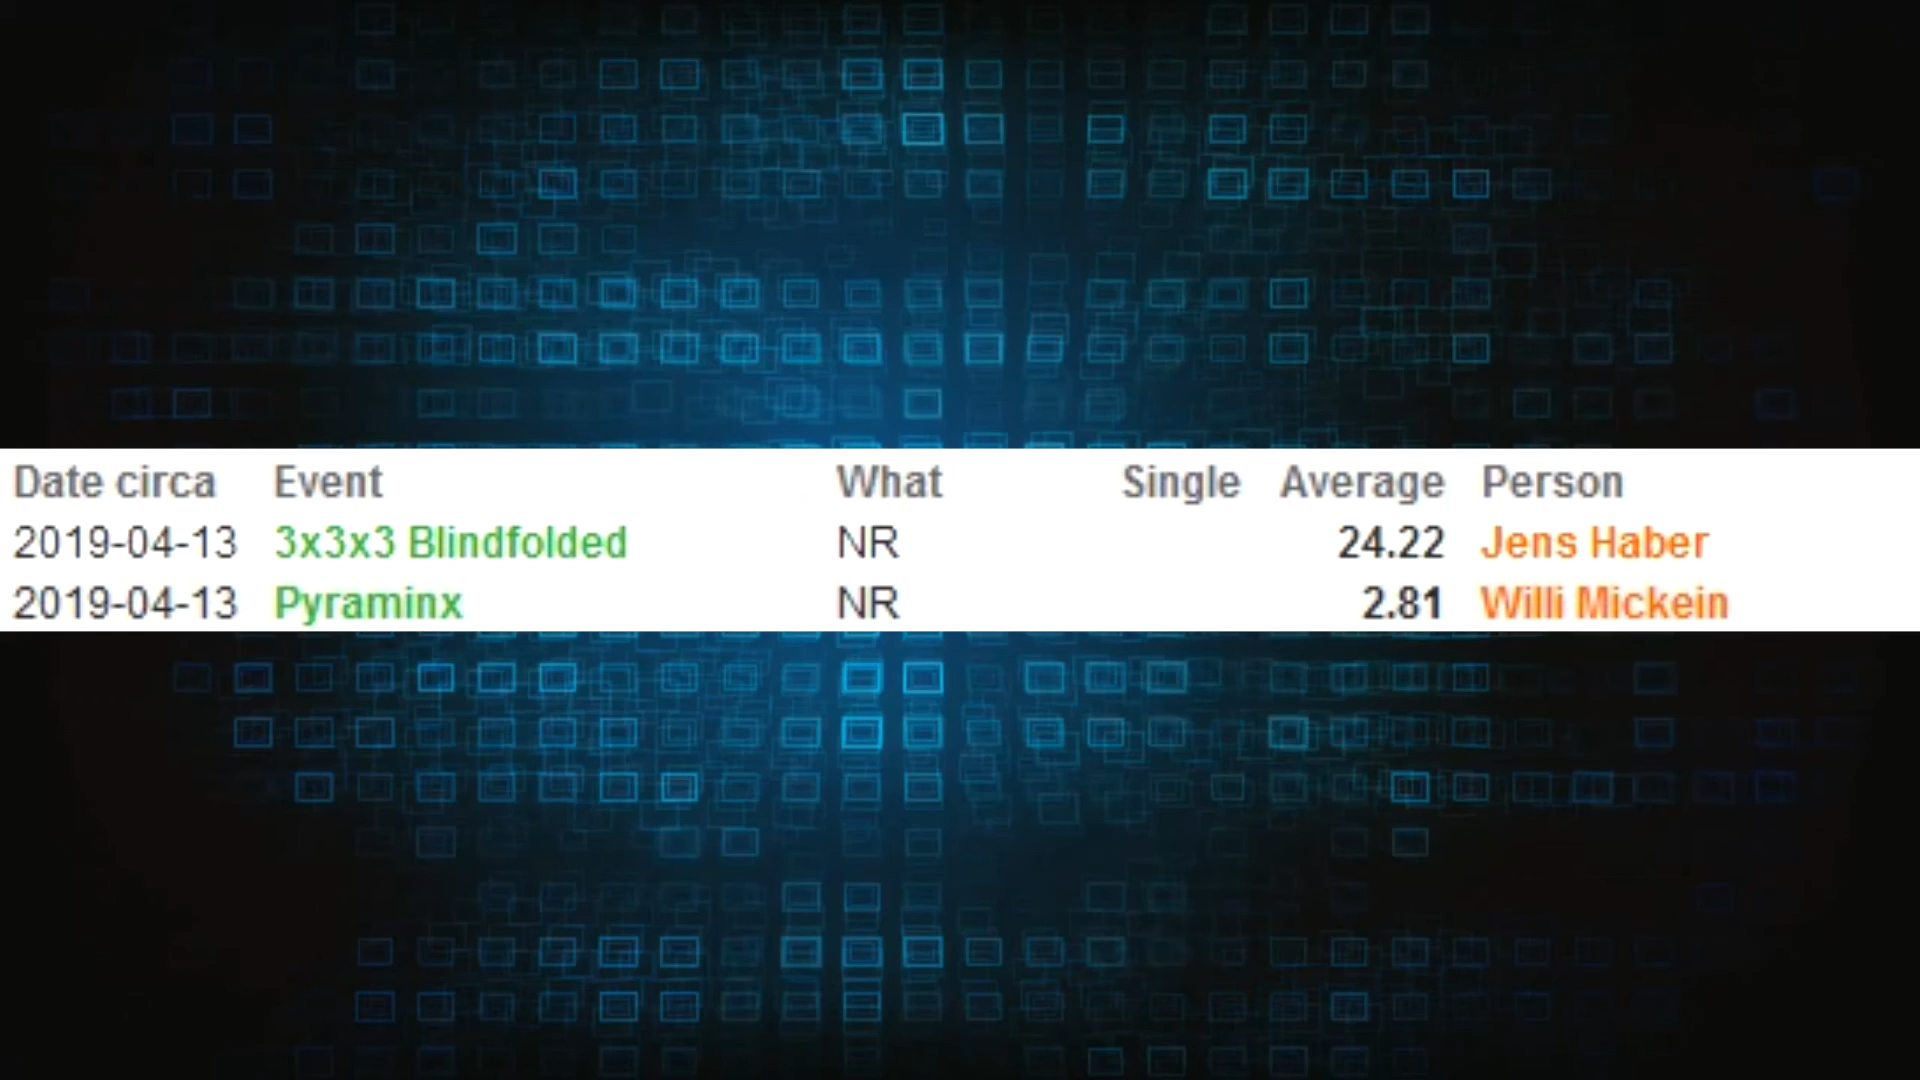 Date circa Event What Single Average Person
2019-04-13 3x3x3 Blindfolded NR 24.22 Jens Haber
2019-04-13 Pyraminx NR 2.81 Willi Mickein